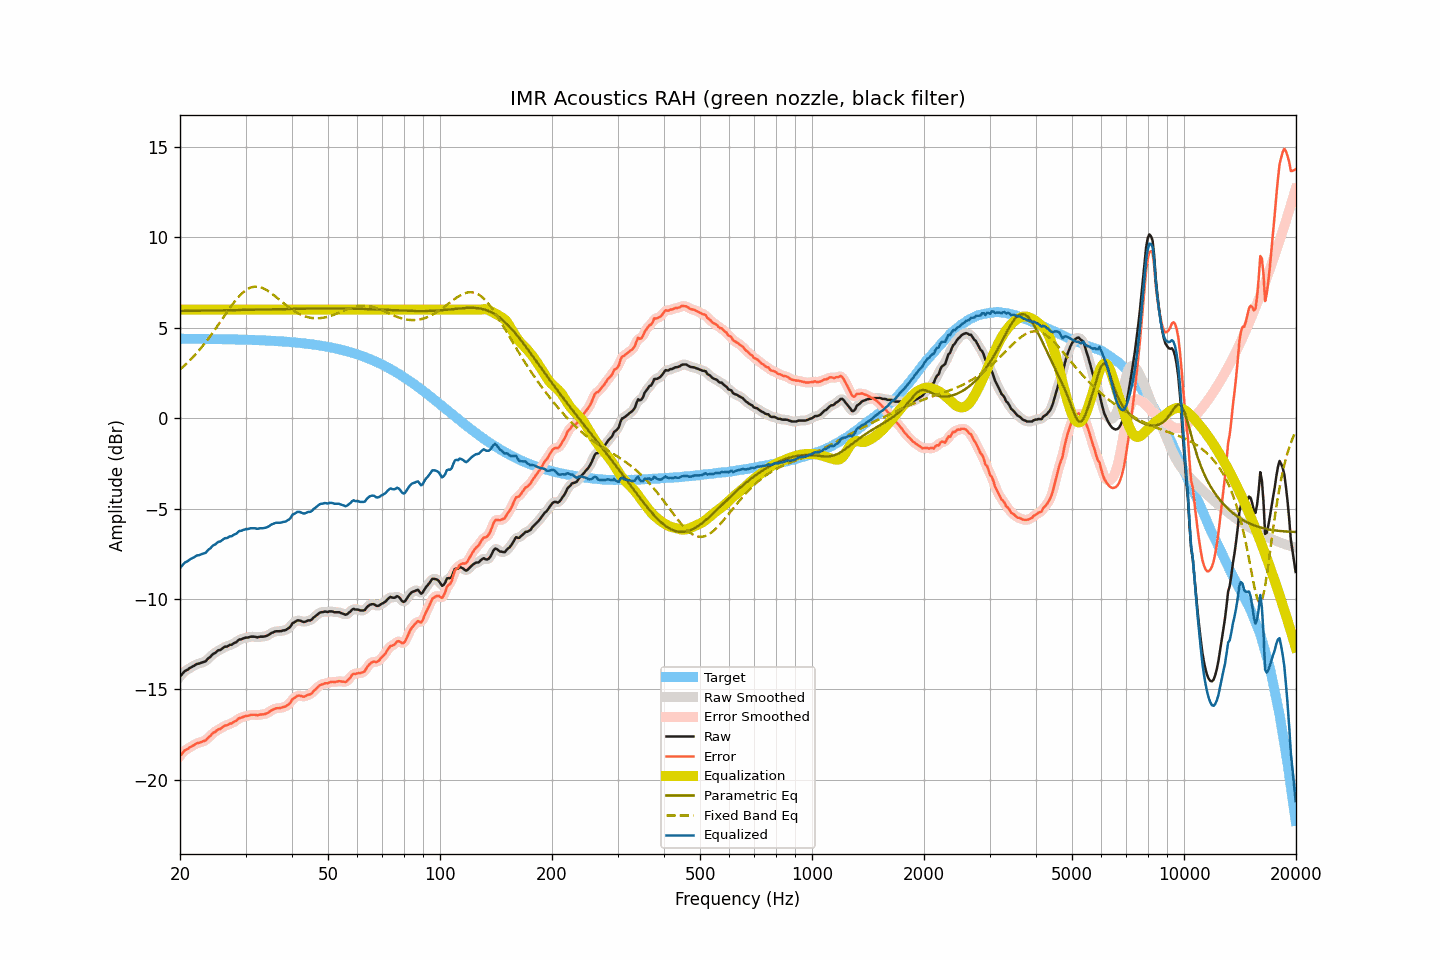 IMR Acoustics RAH (green nozzle, black filter)
15
10
5
0
−5
−10
−15
−20
Amplitude (dBr)
Target
Raw Smoothed
Error Smoothed
Raw
Error
Equalization
Parametric Eq
Fixed Band Eq
Equalized
20 50 100 200 500 1000 2000 5000 10000 20000
Frequency (Hz)